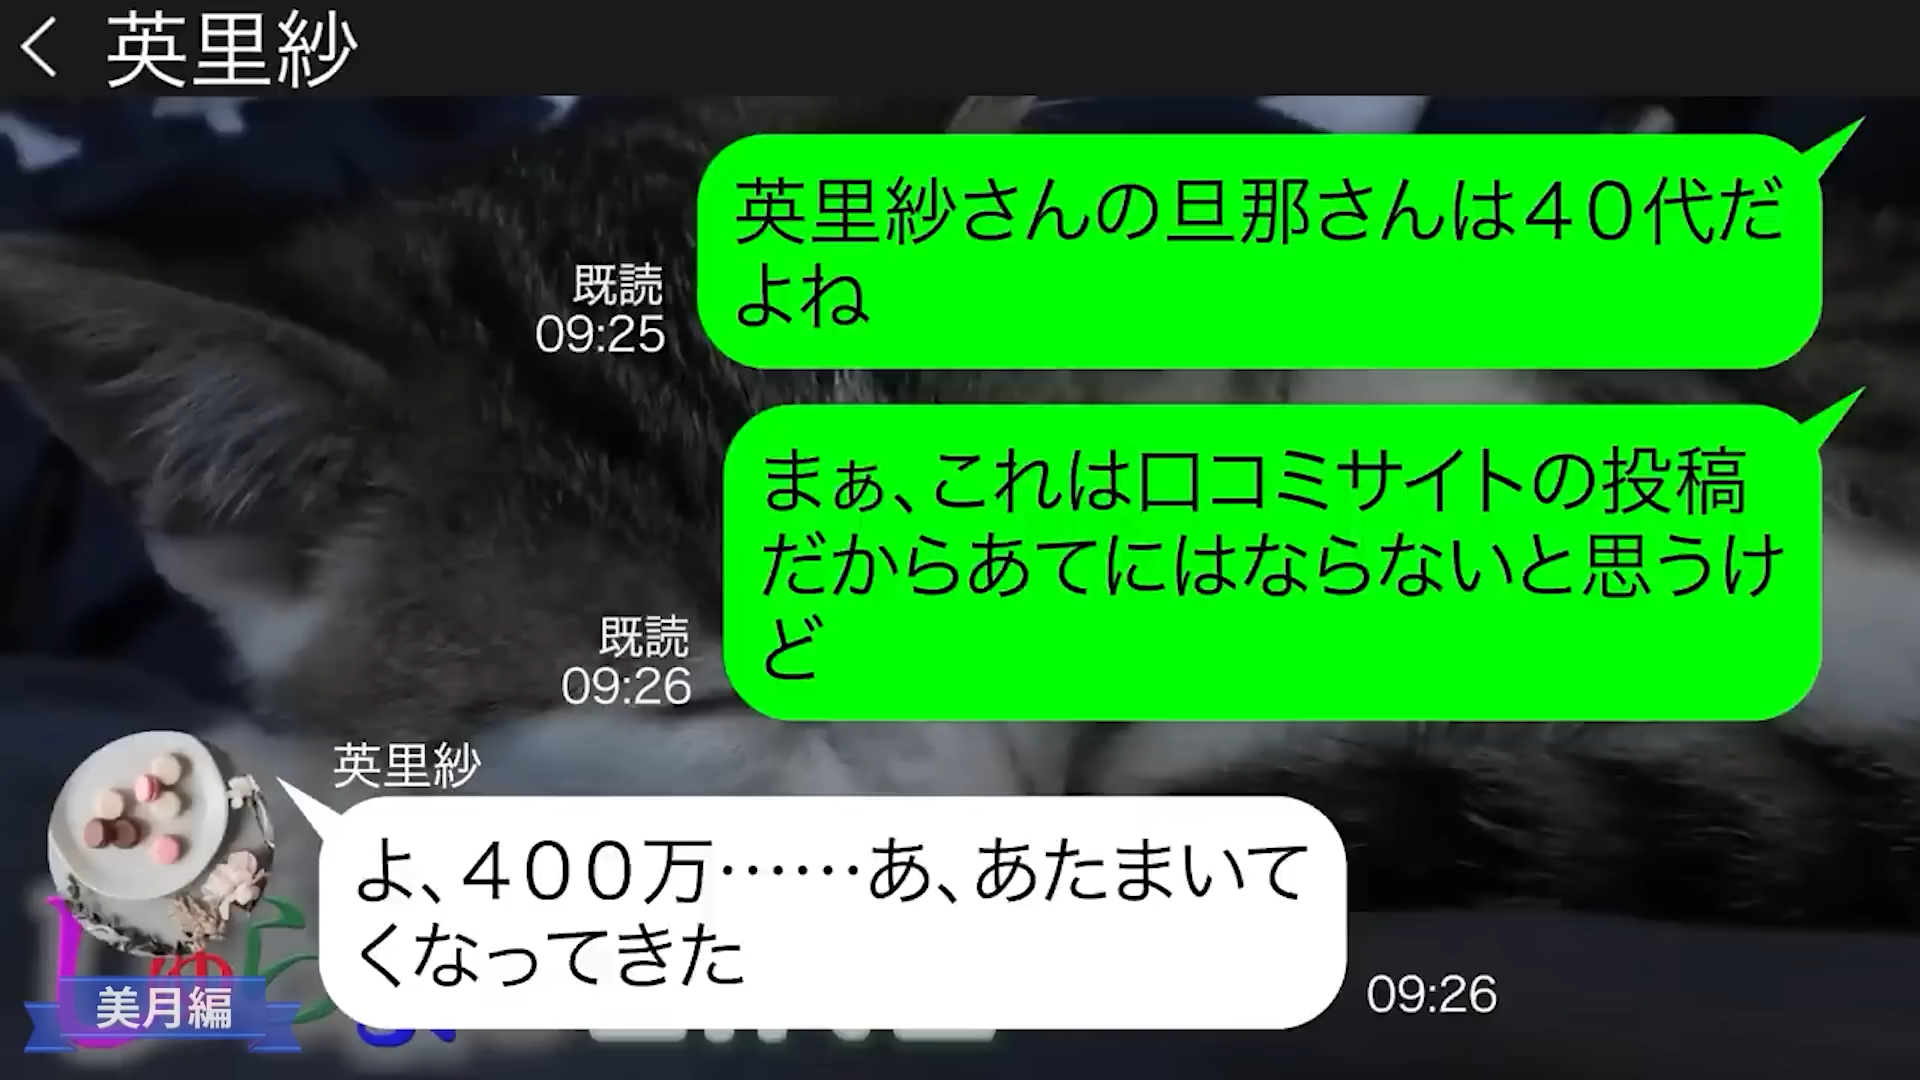 英里紗
英里紗さんの旦那さんは４０代だ
よね
既読
09:25
まぁ、これは口コミサイトの投稿
だからあてにはならないと思うけ
ど
既読
09:26
英里紗
よ、４００万……あ、あたまいて
くなってきた
09:26
美月編